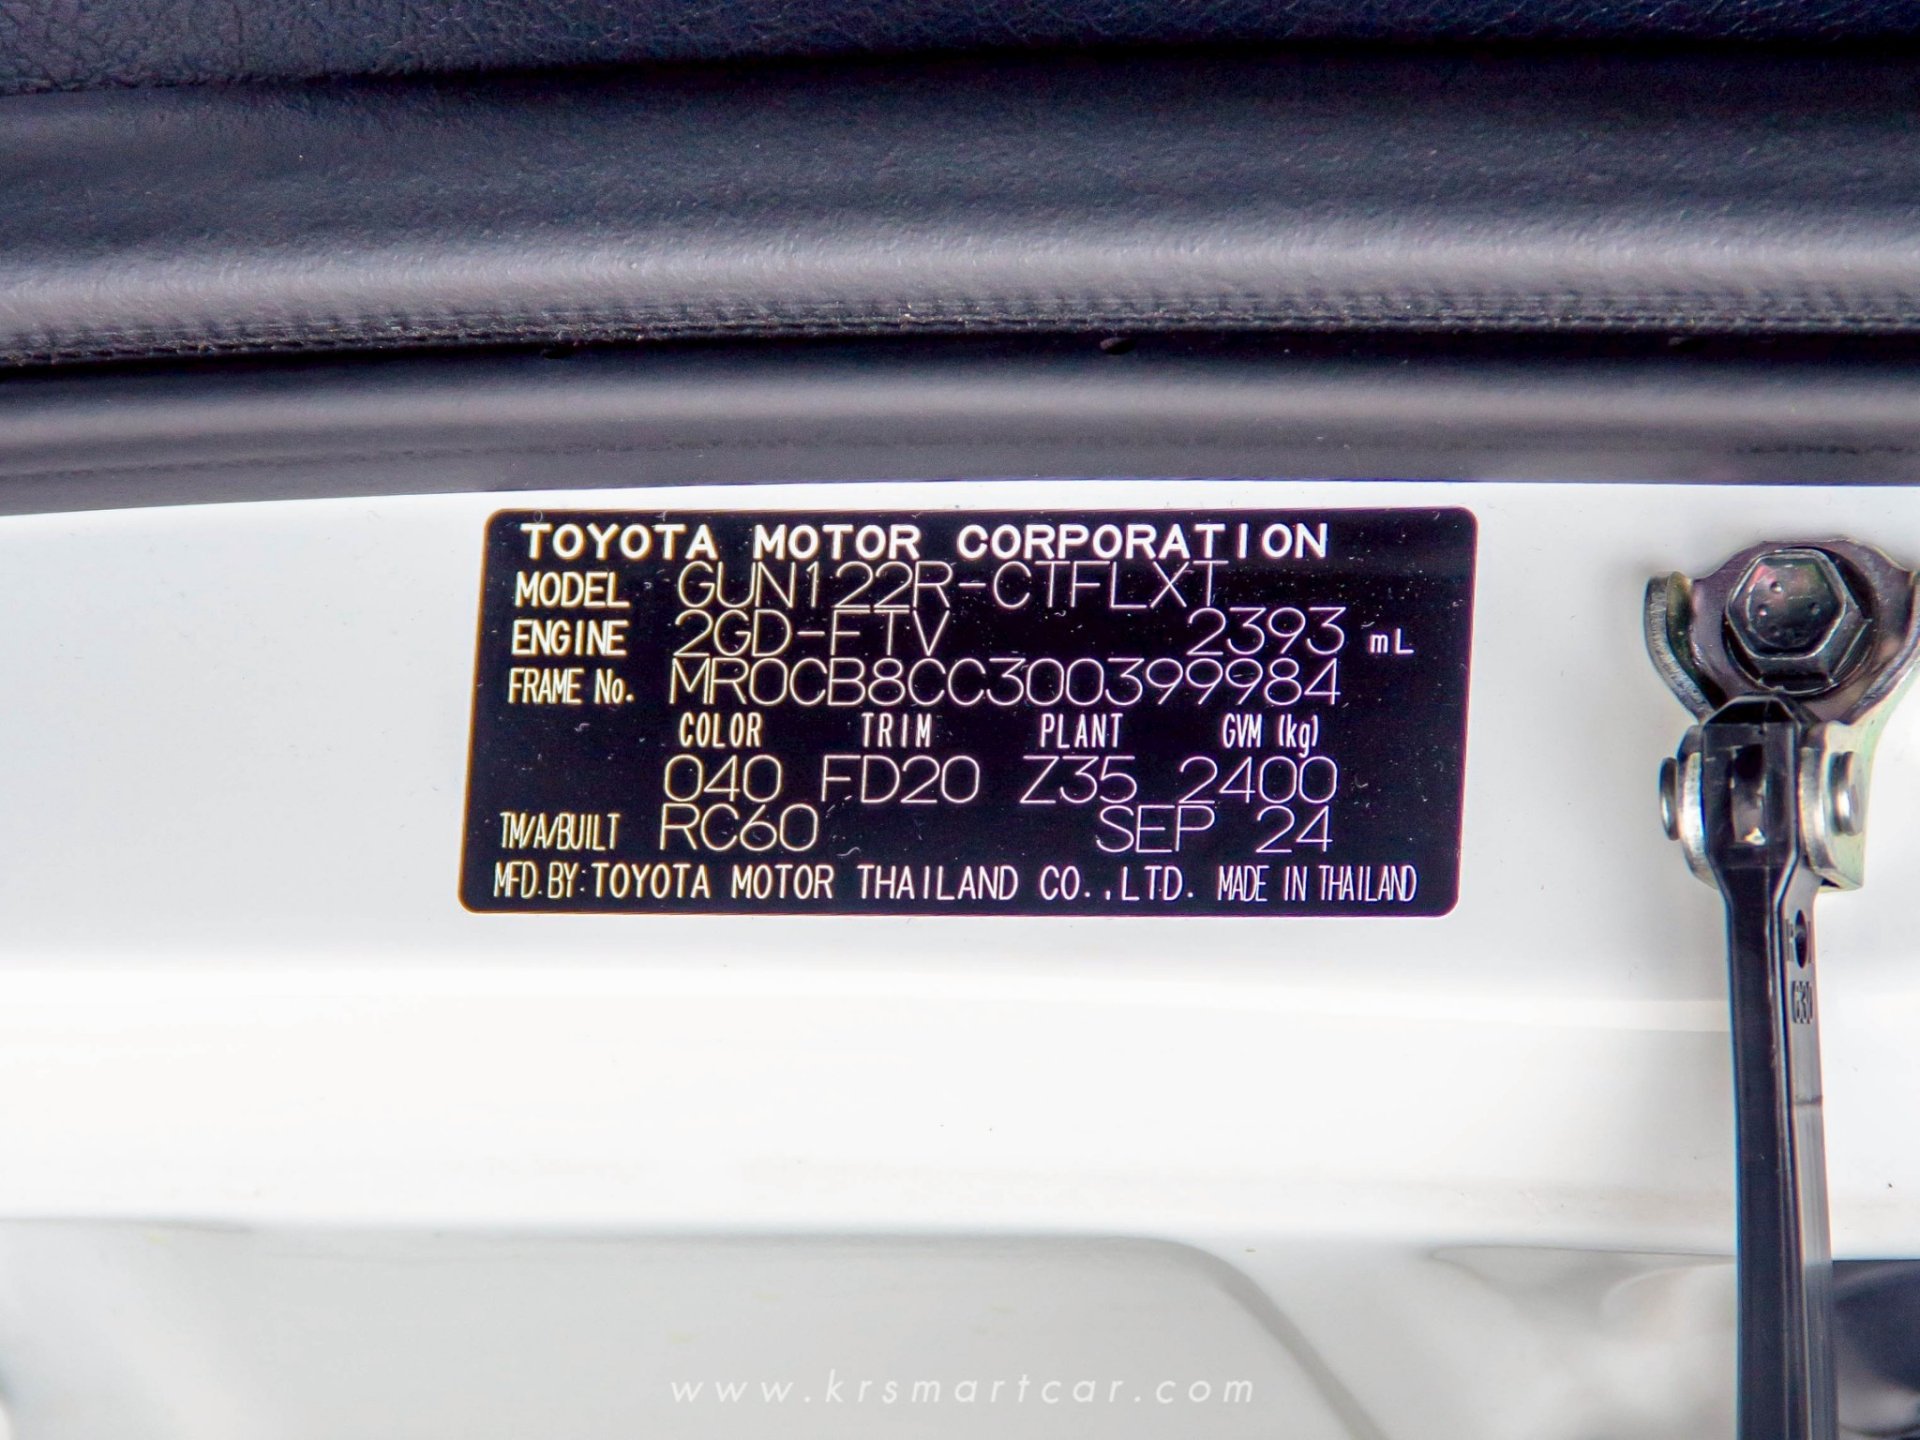 TOYOTA MOTOR CORPORATION
MODEL GUN122R-CTFLXT
ENGINE 2GD-FTV 2393 mL
FRAME No. MR0CB8CC300399984
COLOR TRIM PLANT GVM (kg)
040 FD20 Z35 2400
TM/A/BUILT RC60 SEP 24
MFD. BY: TOYOTA MOTOR THAILAND CO.,LTD. MADE IN THAILAND
www.krsmartcar.com